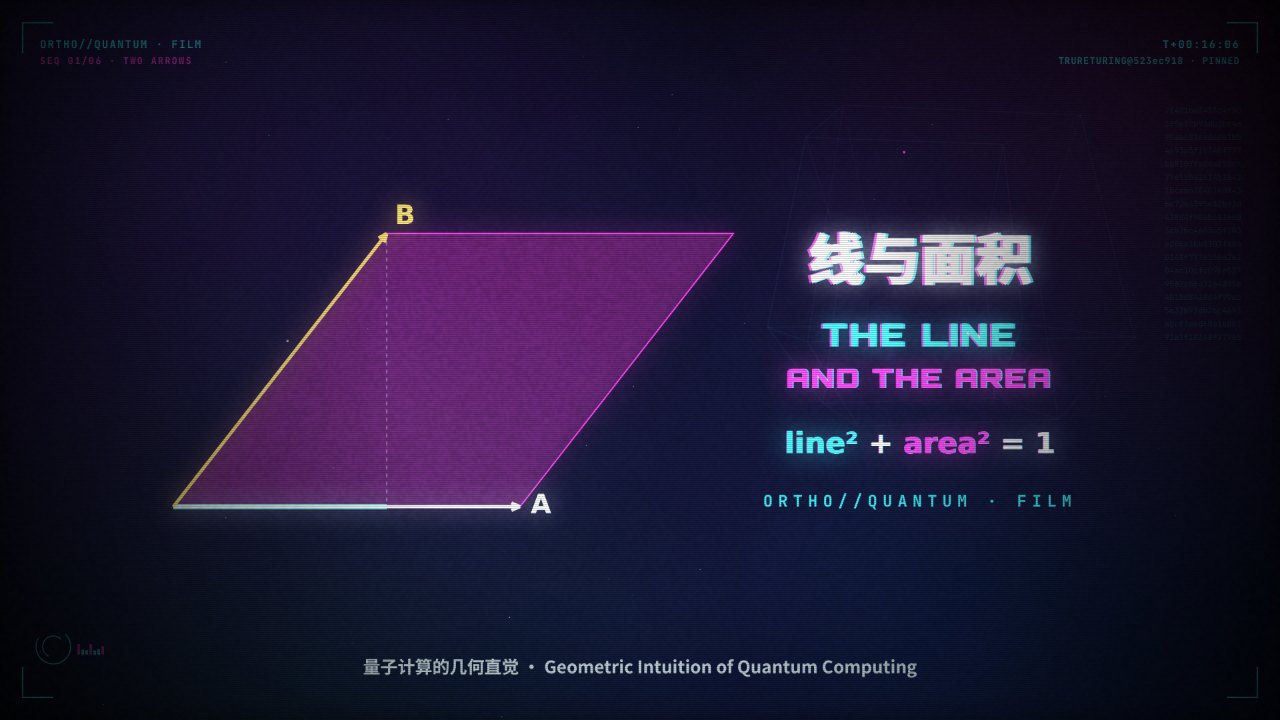 ORTHO//QUANTUM · FILM
SEQ 01/06 · TWO ARROWS
T+00:16:06
TRURETURING@523ec918 · PINNED
B
A
线与面积
THE LINE
AND THE AREA
line² + area² = 1
ORTHO//QUANTUM · FILM
量子计算的几何直觉 • Geometric Intuition of Quantum Computing